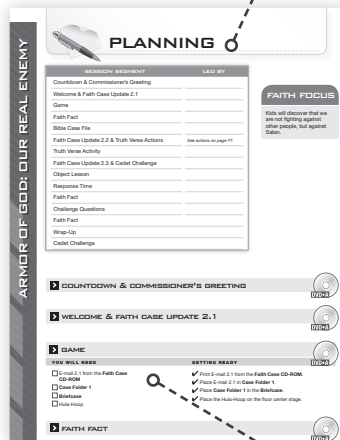 ARMOR OF GOD: OUR REAL ENEMY
PLANNING
SESSION SEGMENT LED BY
Countdown & Commissioner's Greeting
Welcome & Faith Case Update 2.1
Game
Faith Fact
Bible Case File
Faith Case Update 2.2 & Truth Verse Actions See actions on page ??.
Truth Verse Activity
Faith Case Update 2.3 & Cadet Challenge
Object Lesson
Response Time
Faith Fact
Challenge Questions
Faith Fact
Wrap-Up
Cadet Challenge
FAITH FOCUS
Kids will discover that we
are not fighting against
other people, but against
Satan.
COUNTDOWN & COMMISSIONER'S GREETING
WELCOME & FAITH CASE UPDATE 2.1
GAME
YOU WILL NEED GETTING READY
E-mail 2.1 from the Faith Case
CD-ROM
Case Folder 1
Briefcase
Hula-Hoop
✔ Print E-mail 2.1 from the Faith Case CD-ROM.
✔ Place E-mail 2.1 in Case Folder 1.
✔ Place Case Folder 1 in the Briefcase.
✔ Place the Hula-Hoop on the floor center stage.
FAITH FACT